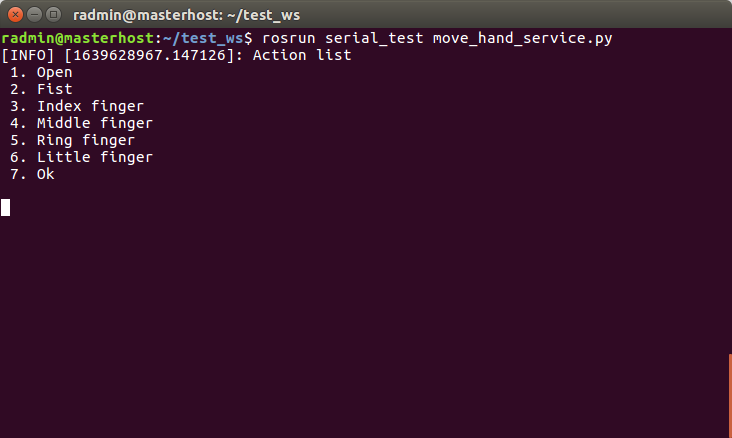 radmin@masterhost: ~/test_ws
radmin@masterhost:~/test_ws$ rosrun serial_test move_hand_service.py
[INFO] [1639628967.147126]: Action list
1. Open
2. Fist
3. Index finger
4. Middle finger
5. Ring finger
6. Little finger
7. Ok